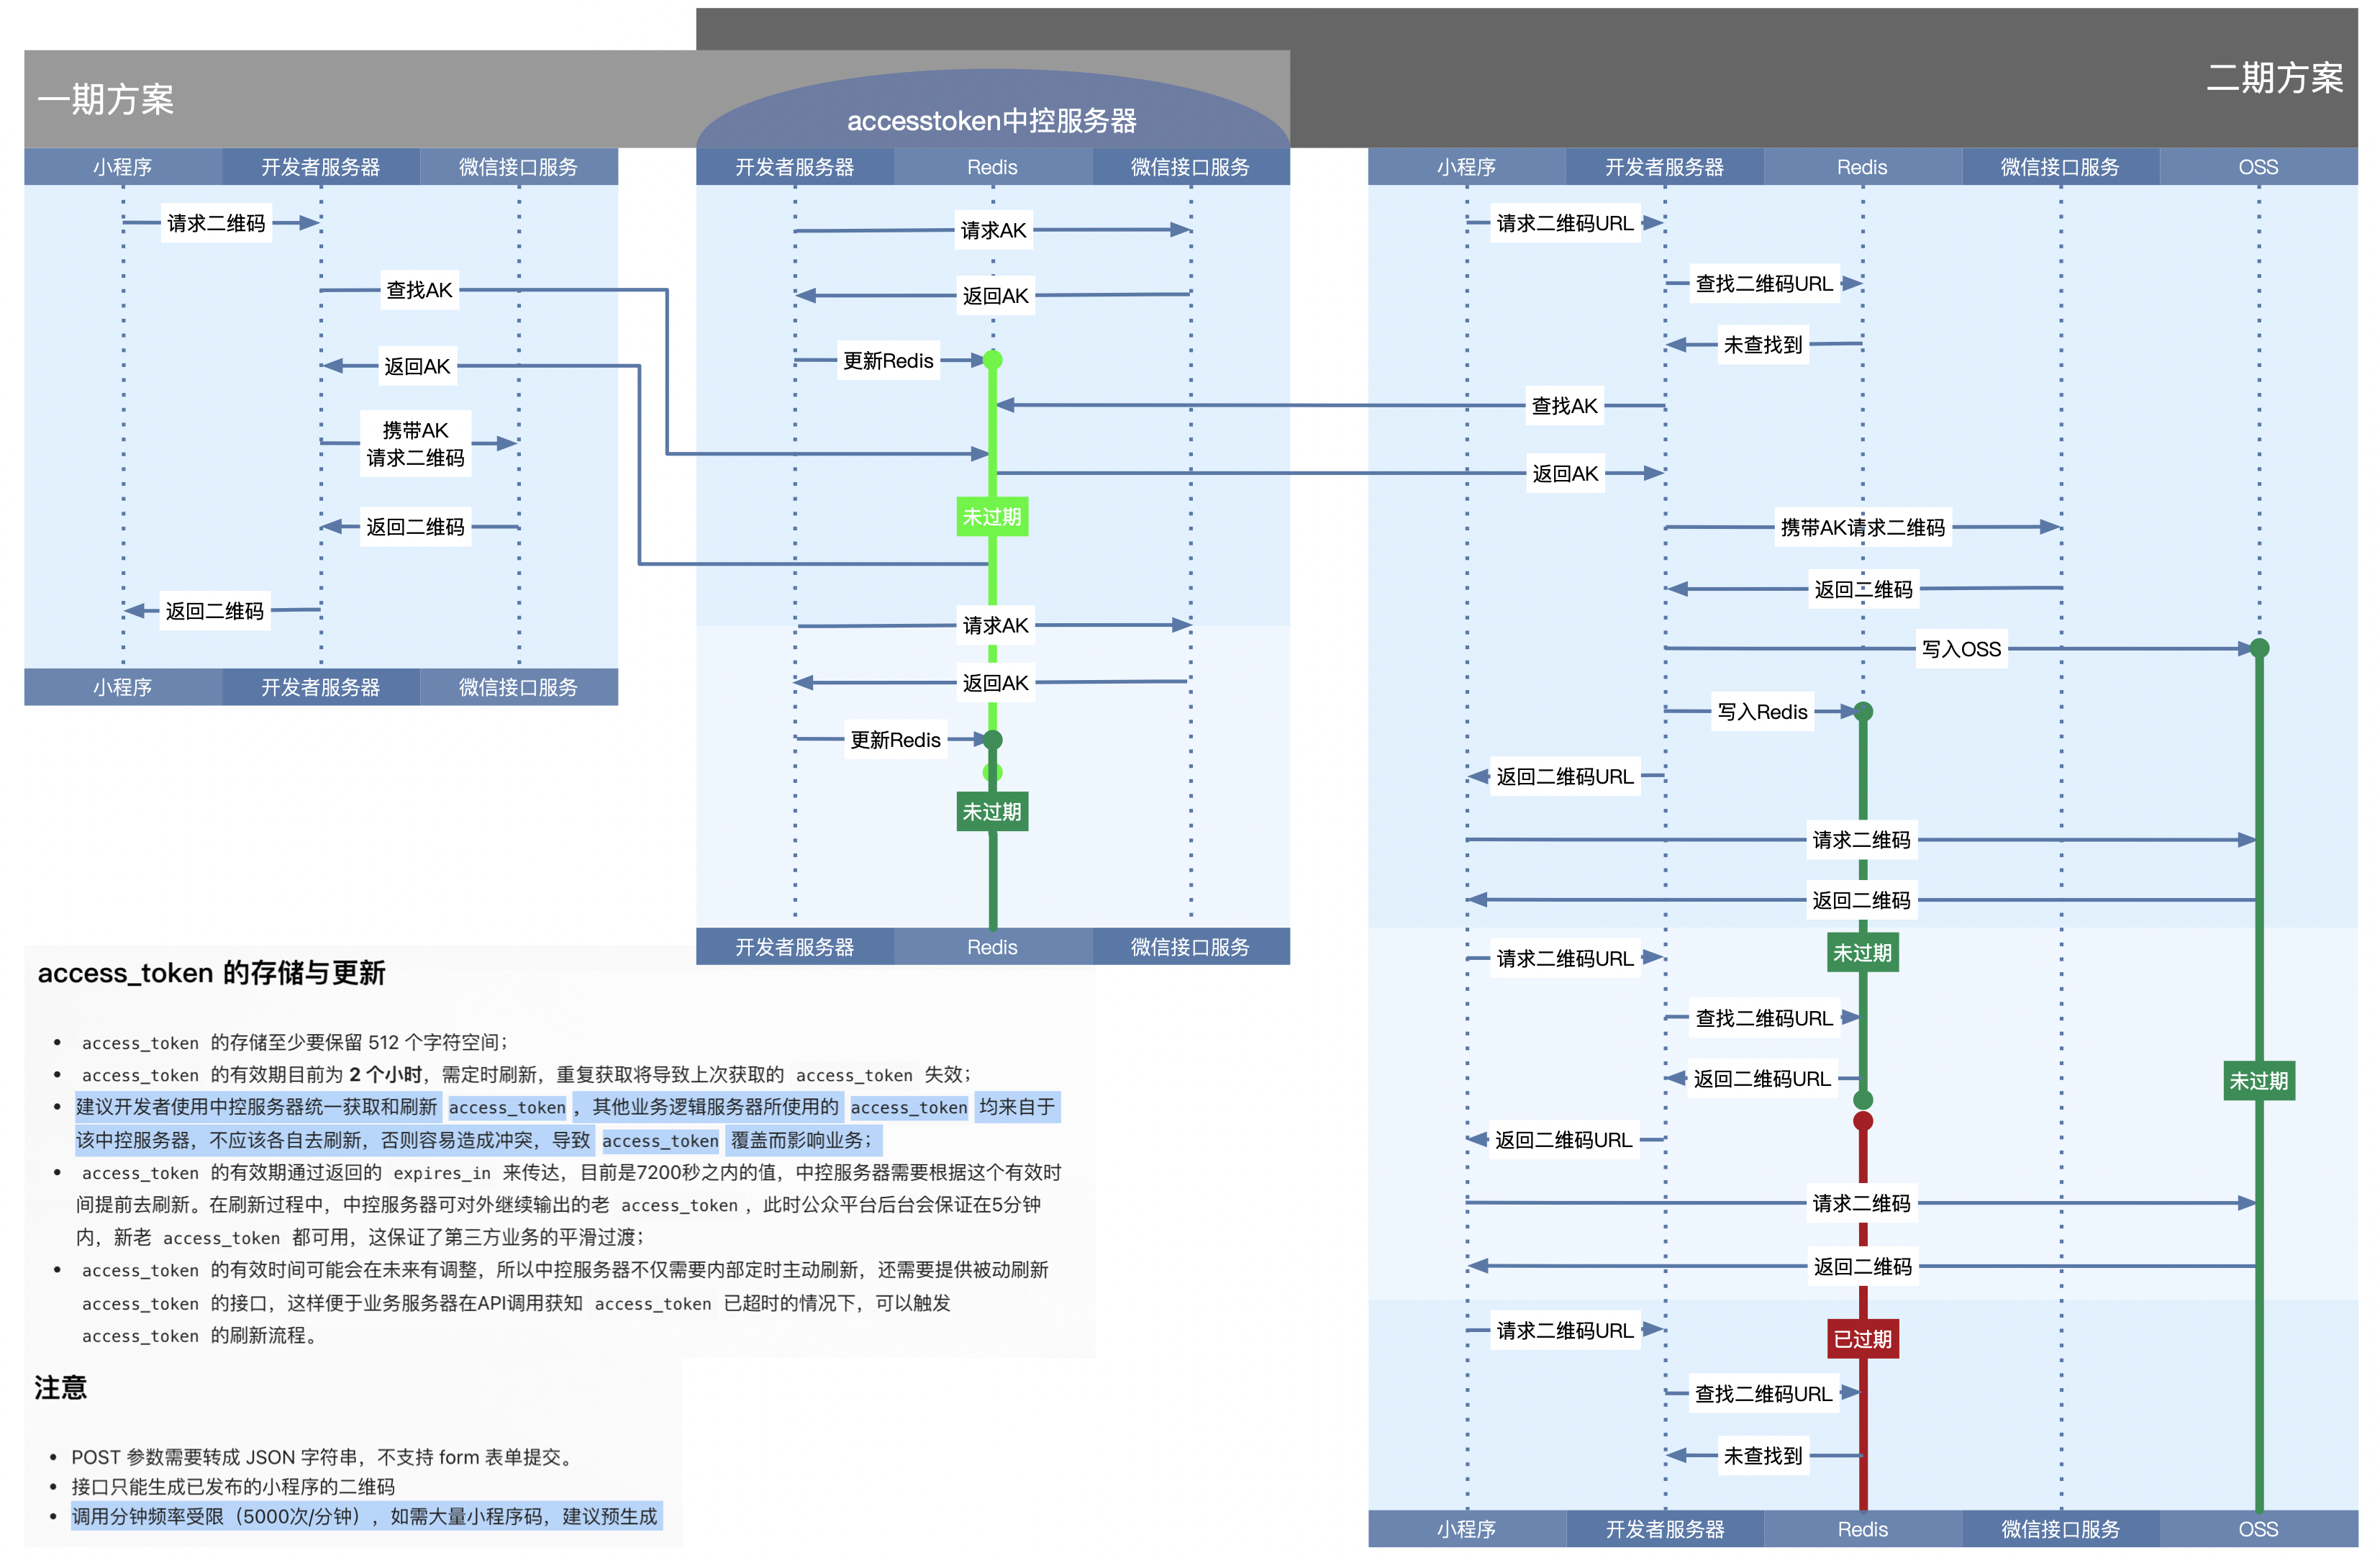 一期方案
二期方案
accesstoken中控服务器
小程序
开发者服务器
微信接口服务
请求二维码
查找AK
返回AK
携带AK
请求二维码
返回二维码
返回二维码
小程序
开发者服务器
微信接口服务
开发者服务器
Redis
微信接口服务
请求AK
返回AK
更新Redis
未过期
请求AK
返回AK
更新Redis
未过期
开发者服务器
Redis
微信接口服务
小程序
开发者服务器
Redis
微信接口服务
OSS
请求二维码URL
查找二维码URL
未查找到
查找AK
返回AK
携带AK请求二维码
返回二维码
写入OSS
写入Redis
返回二维码URL
请求二维码
返回二维码
未过期
请求二维码URL
查找二维码URL
返回二维码URL
未过期
返回二维码URL
请求二维码
返回二维码
请求二维码URL
已过期
查找二维码URL
未查找到
小程序
开发者服务器
Redis
微信接口服务
OSS
access_token 的存储与更新
• access_token 的存储至少要保留 512 个字符空间；
• access_token 的有效期目前为 2 个小时，需定时刷新，重复获取将导致上次获取的 access_token 失效；
• 建议开发者使用中控服务器统一获取和刷新 access_token ，其他业务逻辑服务器所使用的 access_token 均来自于
该中控服务器，不应该各自去刷新，否则容易造成冲突，导致 access_token 覆盖而影响业务；
• access_token 的有效期通过返回的 expires_in 来传达，目前是7200秒之内的值，中控服务器需要根据这个有效时
间提前去刷新。在刷新过程中，中控服务器可对外继续输出的老 access_token ，此时公众平台后台会保证在5分钟
内，新老 access_token 都可用，这保证了第三方业务的平滑过渡；
• access_token 的有效时间可能会在未来有调整，所以中控服务器不仅需要内部定时主动刷新，还需要提供被动刷新
access_token 的接口，这样便于业务服务器在API调用获知 access_token 已超时的情况下，可以触发
access_token 的刷新流程。
注意
• POST 参数需要转成 JSON 字符串，不支持 form 表单提交。
• 接口只能生成已发布的小程序的二维码
• 调用分钟频率受限（5000次/分钟），如需大量小程序码，建议预生成